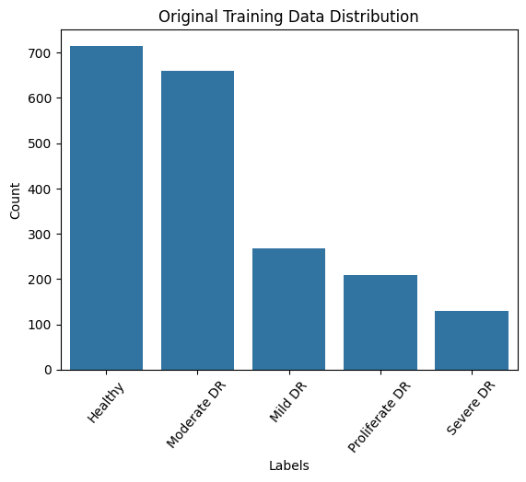 Original Training Data Distribution
Count
700
600
500
400
300
200
100
0
Healthy
Moderate DR
Mild DR
Proliferate DR
Severe DR
Labels